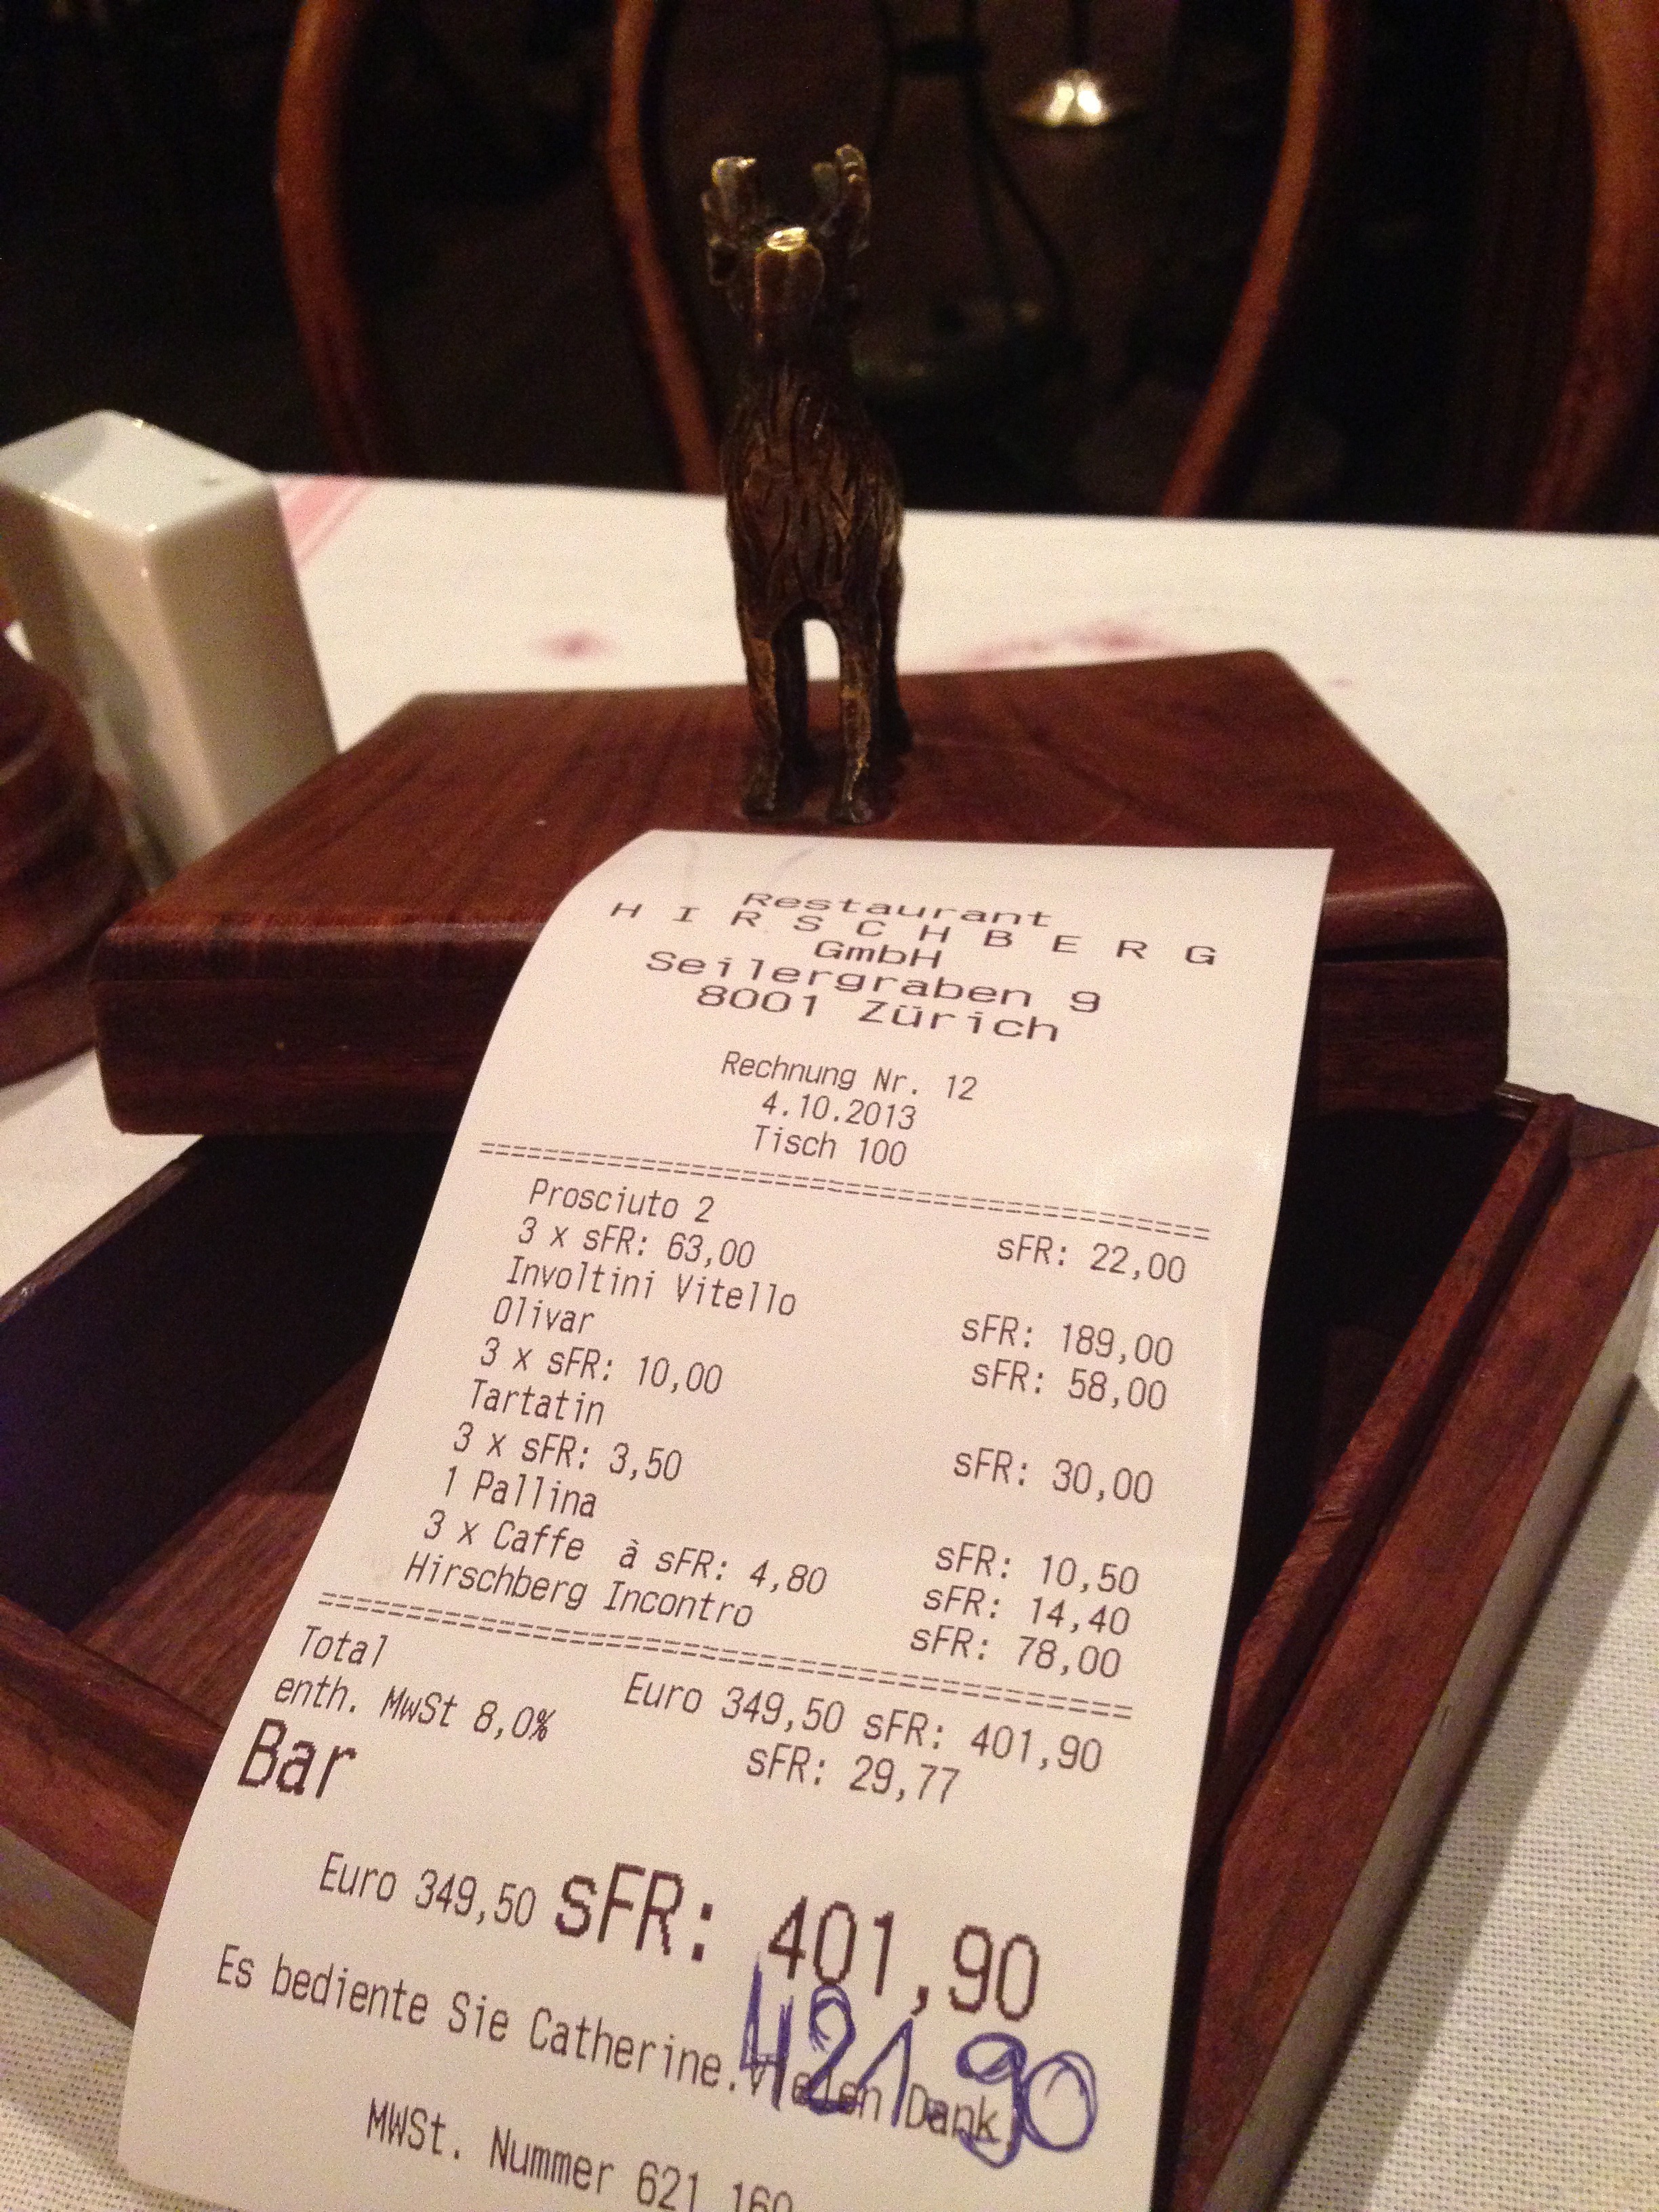 Restaurant
H I R S C H B E R G
GmbH
Seilergraben 9
8001 Zürich
Rechnung Nr. 12
4.10.2013
Tisch 100
================================================
Prosciuto 2 sFR: 22,00
3 x sFR: 63,00
Involtini Vitello sFR: 189,00
Olivar sFR: 58,00
3 x sFR: 10,00
Tartatin sFR: 30,00
3 x sFR: 3,50
1 Pallina sFR: 10,50
3 x Caffe à sFR: 4,80 sFR: 14,40
Hirschberg Incontro sFR: 78,00
================================================
Total Euro 349,50 sFR: 401,90
enth. MwSt 8,0% sFR: 29,77
Bar
Euro 349,50 sFR: 401,90
421.90
Es bediente Sie Catherine.Vielen Dank
MWSt. Nummer 621 160